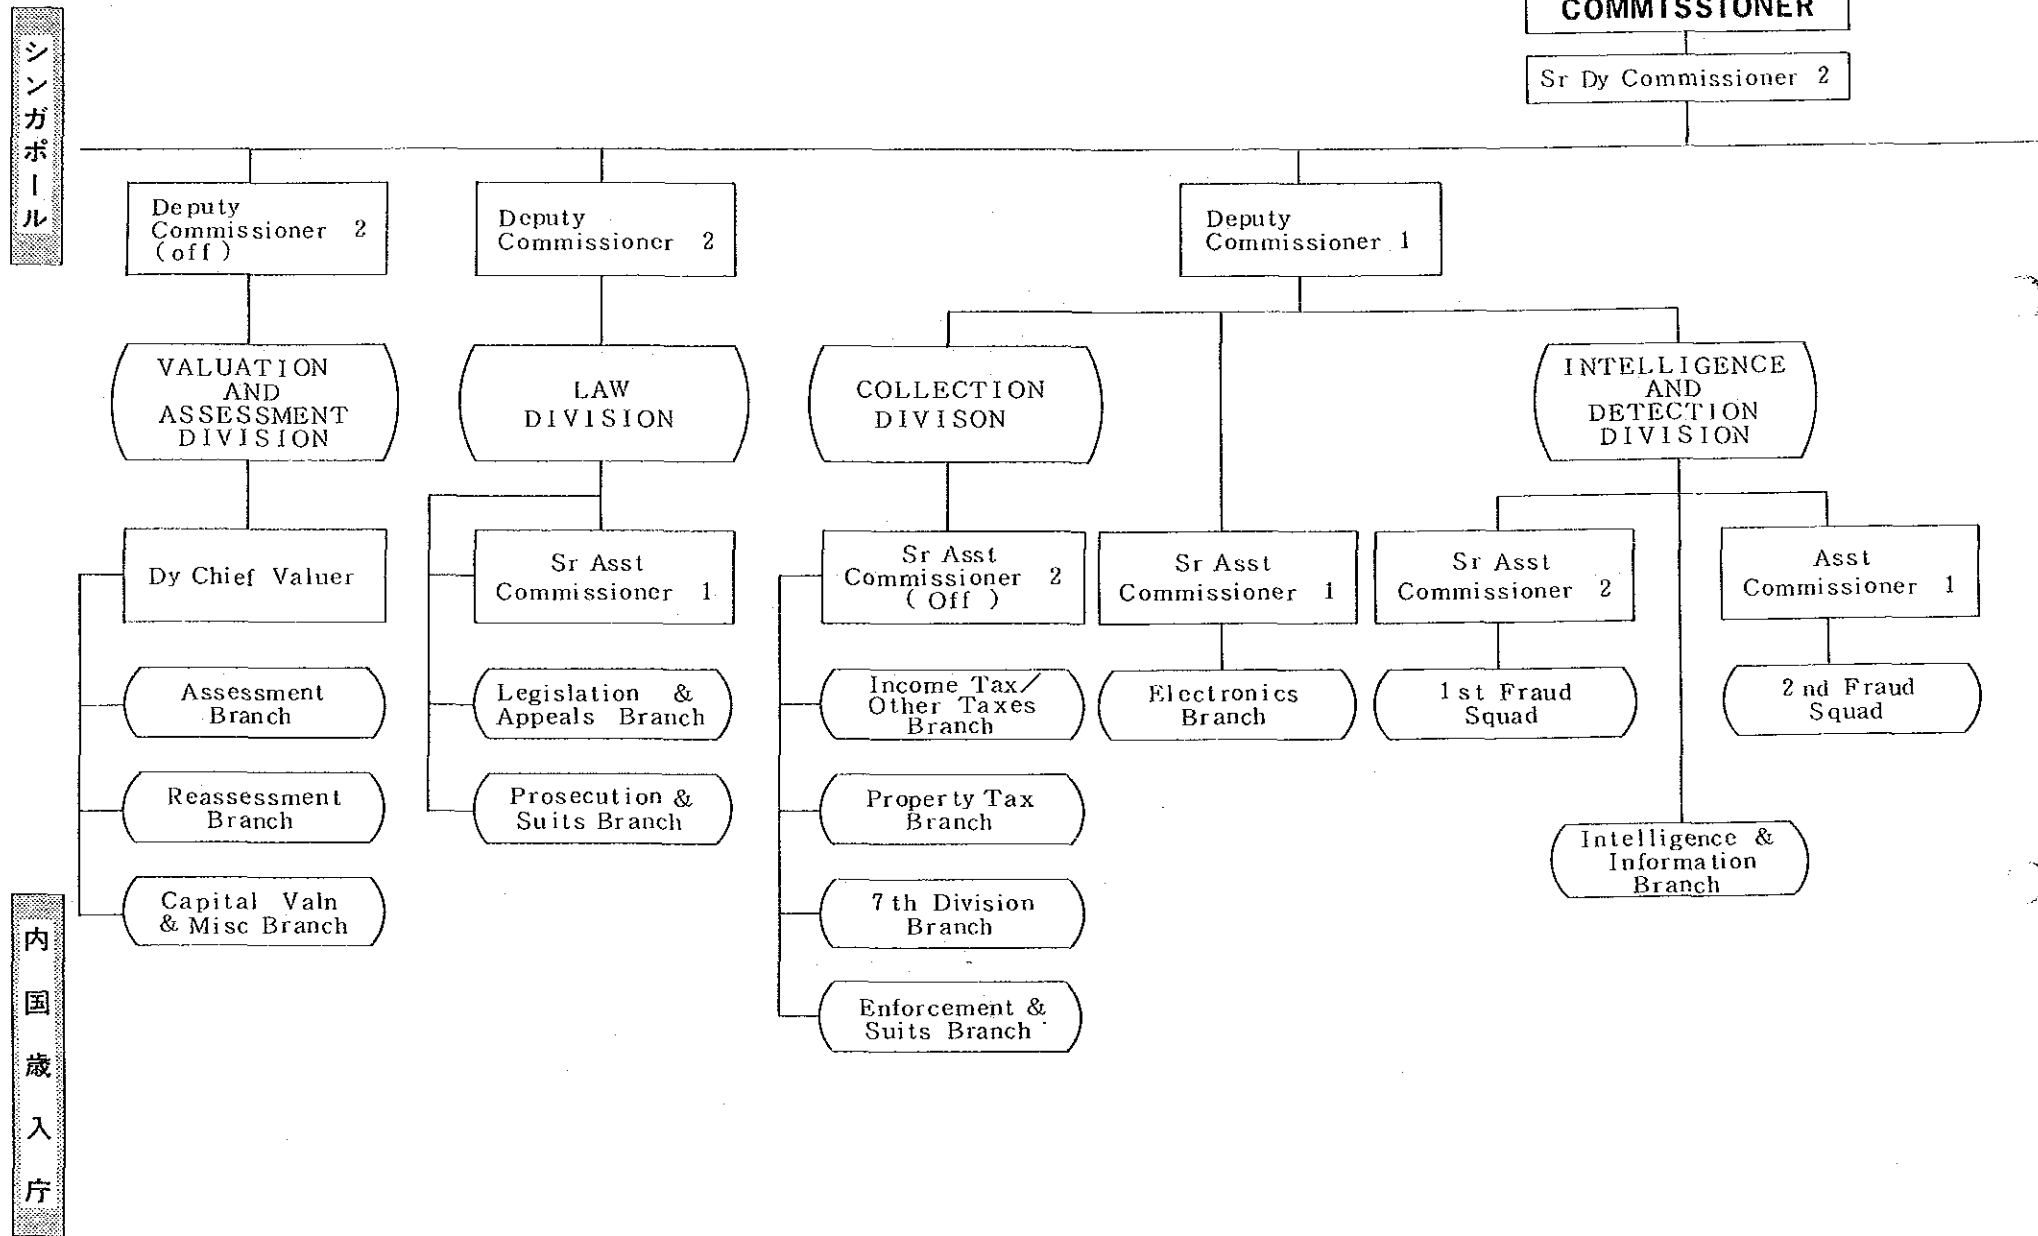 シンガポール
内国歳入庁
COMMISSIONER
Sr Dy Commissioner 2
Deputy
Commissioner 2
(off)
Deputy
Commissioner 2
Deputy
Commissioner 1
VALUATION
AND
ASSESSMENT
DIVISION
LAW
DIVISION
COLLECTION
DIVISON
INTELLIGENCE
AND
DETECTION
DIVISION
Dy Chief Valuer
Sr Asst
Commissioner 1
Sr Asst
Commissioner 2
(Off)
Sr Asst
Commissioner 1
Sr Asst
Commissioner 2
Asst
Commissioner 1
Assessment
Branch
Legislation &
Appeals Branch
Income Tax/
Other Taxes
Branch
Electronics
Branch
1st Fraud
Squad
2nd Fraud
Squad
Reassessment
Branch
Prosecution &
Suits Branch
Property Tax
Branch
Intelligence &
Information
Branch
Capital Valn
& Misc Branch
7th Division
Branch
Enforcement &
Suits Branch